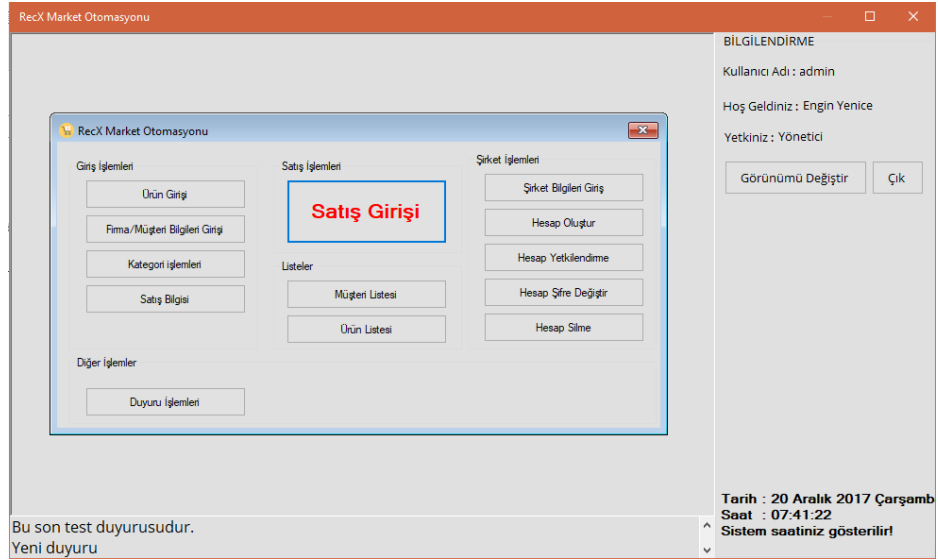 RecX Market Otomasyonu
BİLGİLENDİRME
Kullanıcı Adı : admin
Hoş Geldiniz : Engin Yenice
Yetkiniz : Yönetici
Görünümü Değiştir
Çık
RecX Market Otomasyonu
Giriş İşlemleri
Ürün Girişi
Firma/Müşteri Bilgileri Girişi
Kategori işlemleri
Satış Bilgisi
Satış İşlemleri
Satış Girişi
Listeler
Müşteri Listesi
Ürün Listesi
Şirket İşlemleri
Şirket Bilgileri Giriş
Hesap Oluştur
Hesap Yetkilendirme
Hesap Şifre Değiştir
Hesap Silme
Diğer İşlemler
Duyuru İşlemleri
Bu son test duyurusudur.
Yeni duyuru
Tarih : 20 Aralık 2017 Çarşamb
Saat : 07:41:22
Sistem saatiniz gösterilir!